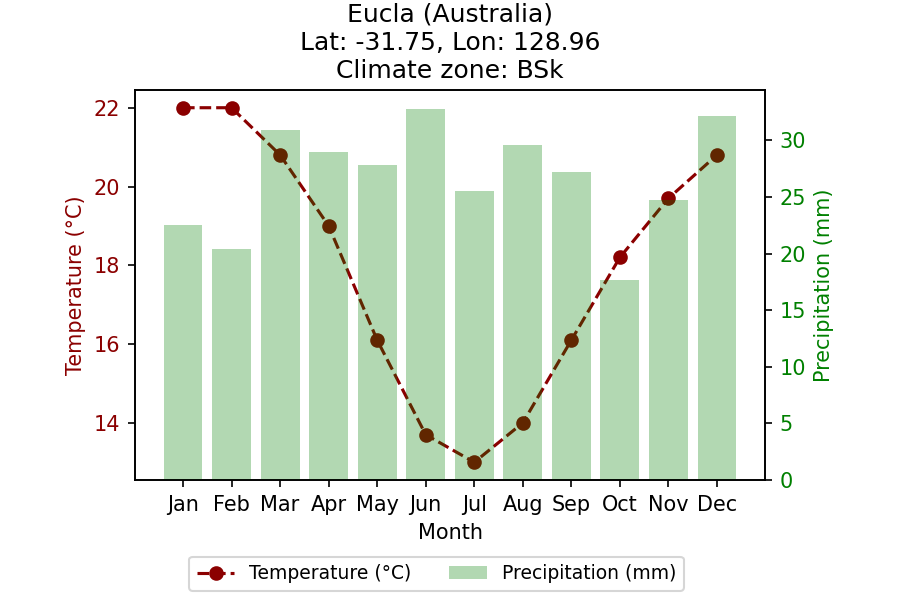 Eucla (Australia)
Lat: -31.75, Lon: 128.96
Climate zone: BSk
Temperature (°C)
22
20
18
16
14
30
25
20
15
10
5
0
Precipitation (mm)
Jan Feb Mar Apr May Jun Jul Aug Sep Oct Nov Dec
Month
Temperature (°C) Precipitation (mm)